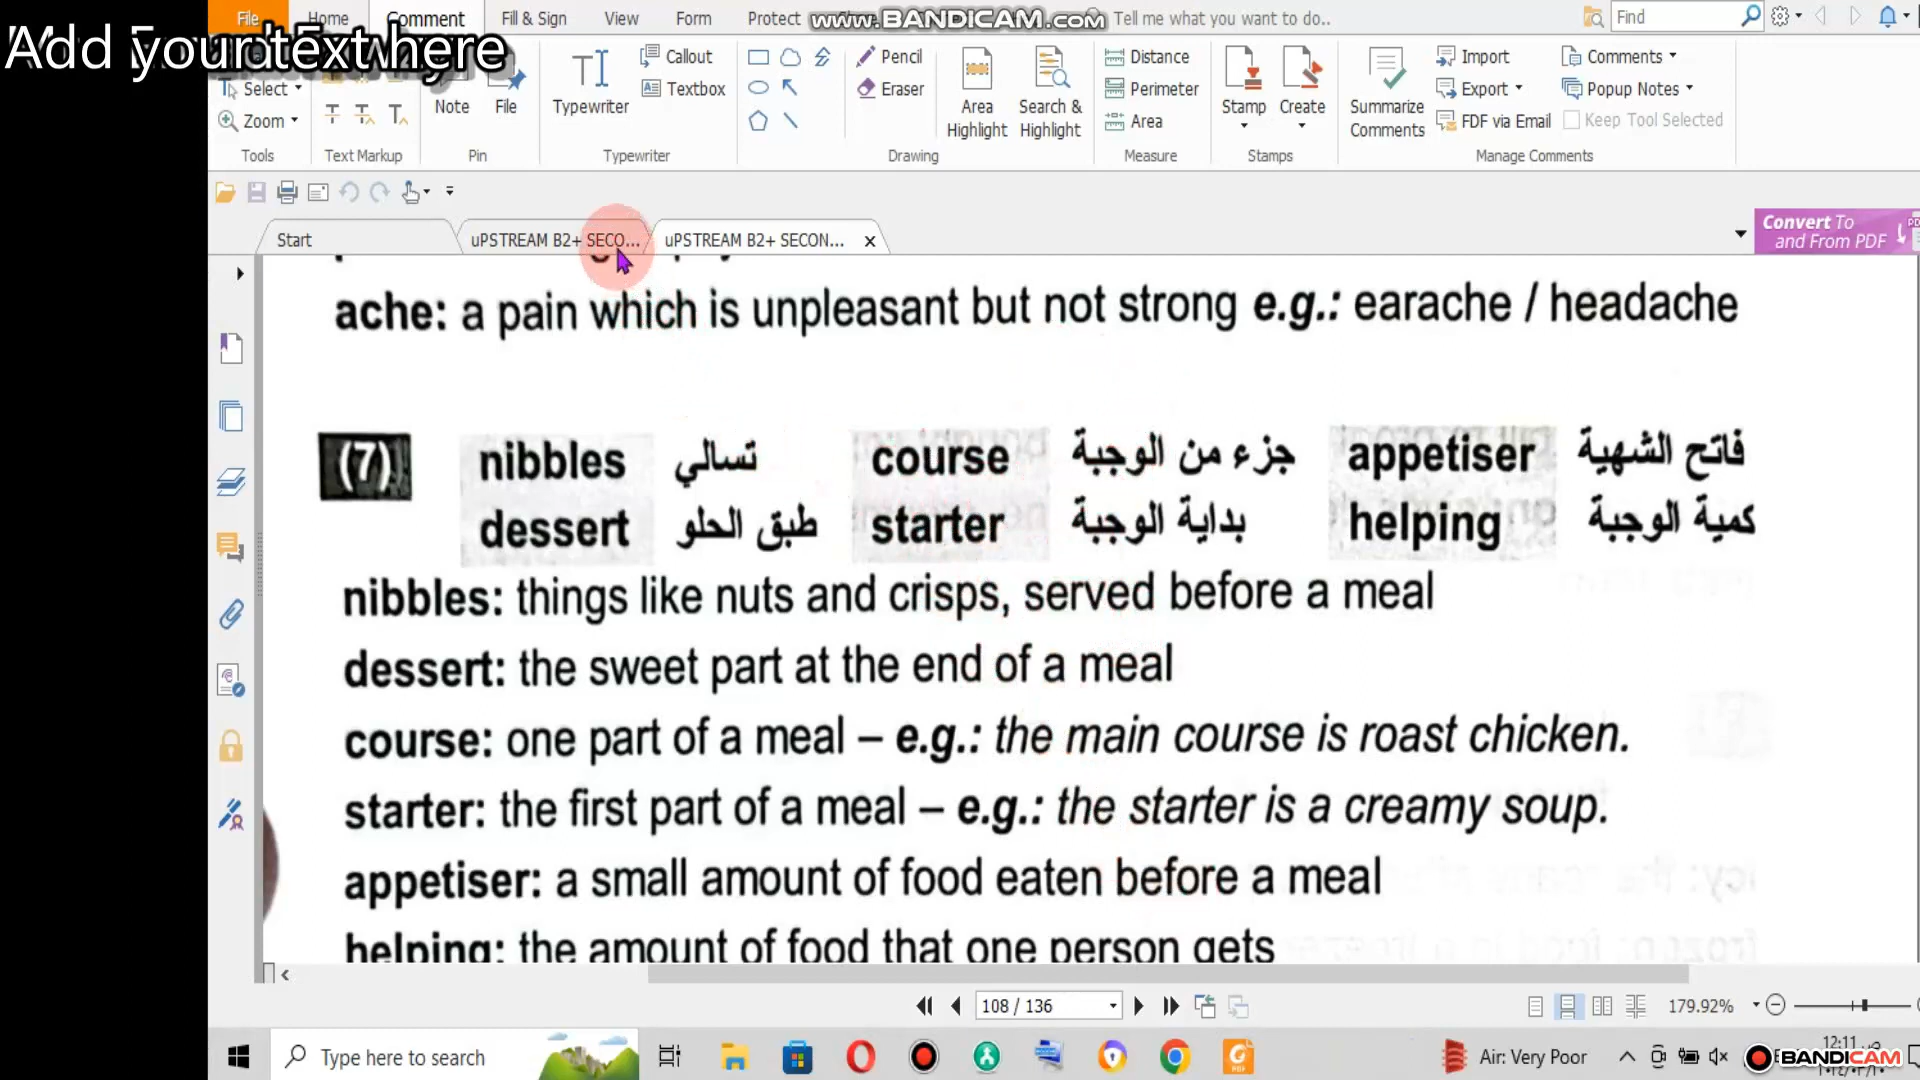 File Home Comment Fill & Sign View Form Protect www.BANDICAM.com Tell me what you want to do.. Find
Add your text here
Select Zoom Tools
Text Markup
Note File Pin
Typewriter Callout Textbox Typewriter
Pencil Eraser Area Highlight Search & Highlight Drawing
Distance Perimeter Area Measure
Stamp Create Stamps
Summarize Comments Import Export FDF via Email Comments Popup Notes Keep Tool Selected Manage Comments
Start uPSTREAM B2+ SECO... uPSTREAM B2+ SECON... Convert To and From PDF
ache: a pain which is unpleasant but not strong e.g.: earache / headache
(7) nibbles تسالي course جزء من الوجبة appetiser فاتح الشهية
dessert طبق الحلو starter بداية الوجبة helping كمية الوجبة
nibbles: things like nuts and crisps, served before a meal
dessert: the sweet part at the end of a meal
course: one part of a meal – e.g.: the main course is roast chicken.
starter: the first part of a meal – e.g.: the starter is a creamy soup.
appetiser: a small amount of food eaten before a meal
helping: the amount of food that one person gets
108 / 136 179.92%
Type here to search Air: Very Poor 12:11 BANDICAM